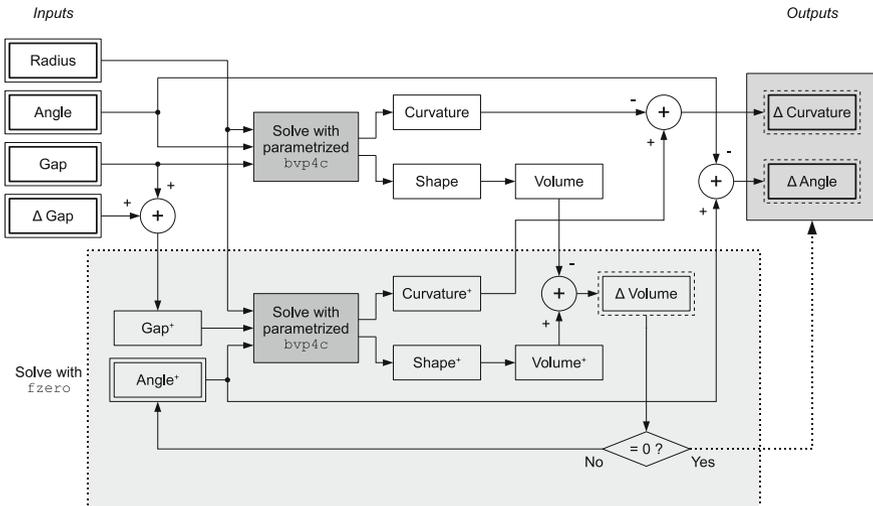 Inputs
Outputs
Radius
Angle
Gap
Δ Gap
+
+
+
Solve with
parametrized
bvp4c
Curvature
Shape
Volume
-
+
+
-
+
+
Δ Curvature
Δ Angle
Solve with
fzero
Gap⁺
Angle⁺
Solve with
parametrized
bvp4c
Curvature⁺
Shape⁺
Volume⁺
-
+
+
Δ Volume
= 0 ?
No
Yes